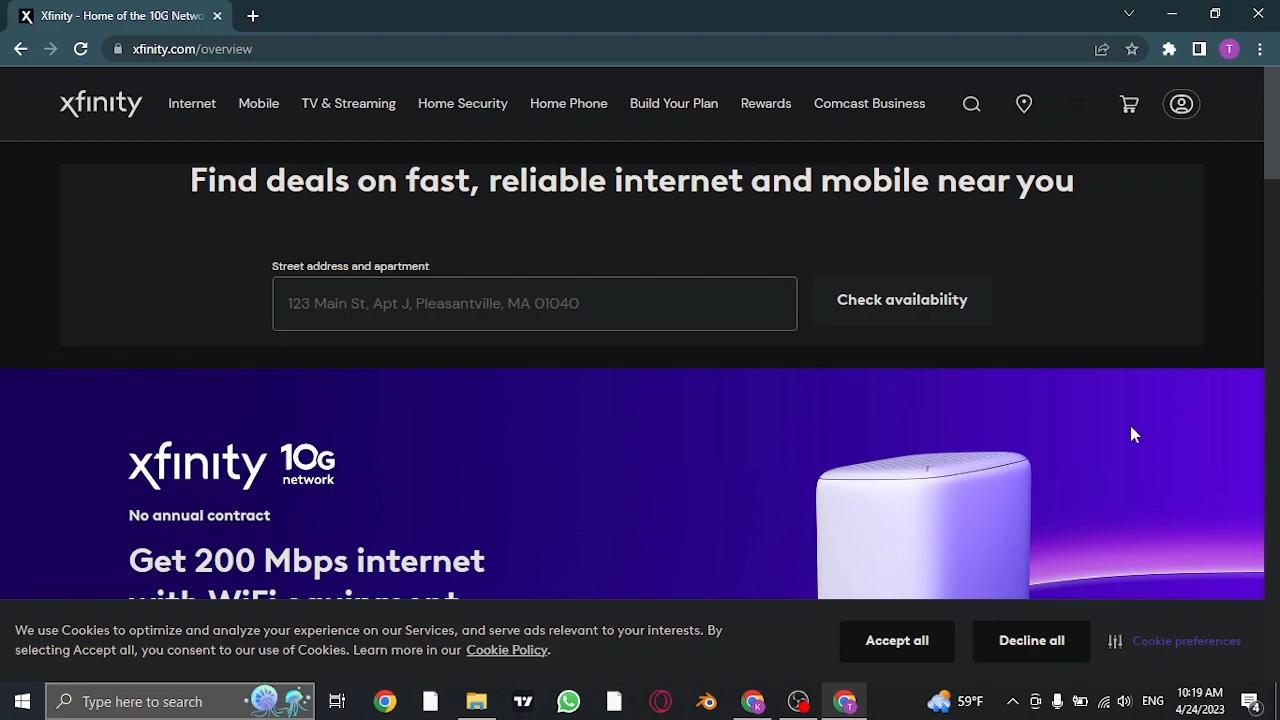 Xfinity - Home of the 10G Netwo
xfinity.com/overview
T
xfinity
Internet
Mobile
TV & Streaming
Home Security
Home Phone
Build Your Plan
Rewards
Comcast Business
Find deals on fast, reliable internet and mobile near you
Street address and apartment
123 Main St, Apt J, Pleasantville, MA 01040
Check availability
xfinity 10G
network
No annual contract
Get 200 Mbps internet
with WiFi equipment
We use Cookies to optimize and analyze your experience on our Services, and serve ads relevant to your interests. By
selecting Accept all, you consent to our use of Cookies. Learn more in our Cookie Policy.
Accept all
Decline all
Cookie preferences
Type here to search
K
T
59°F
ENG
10:19 AM
4/24/2023
4